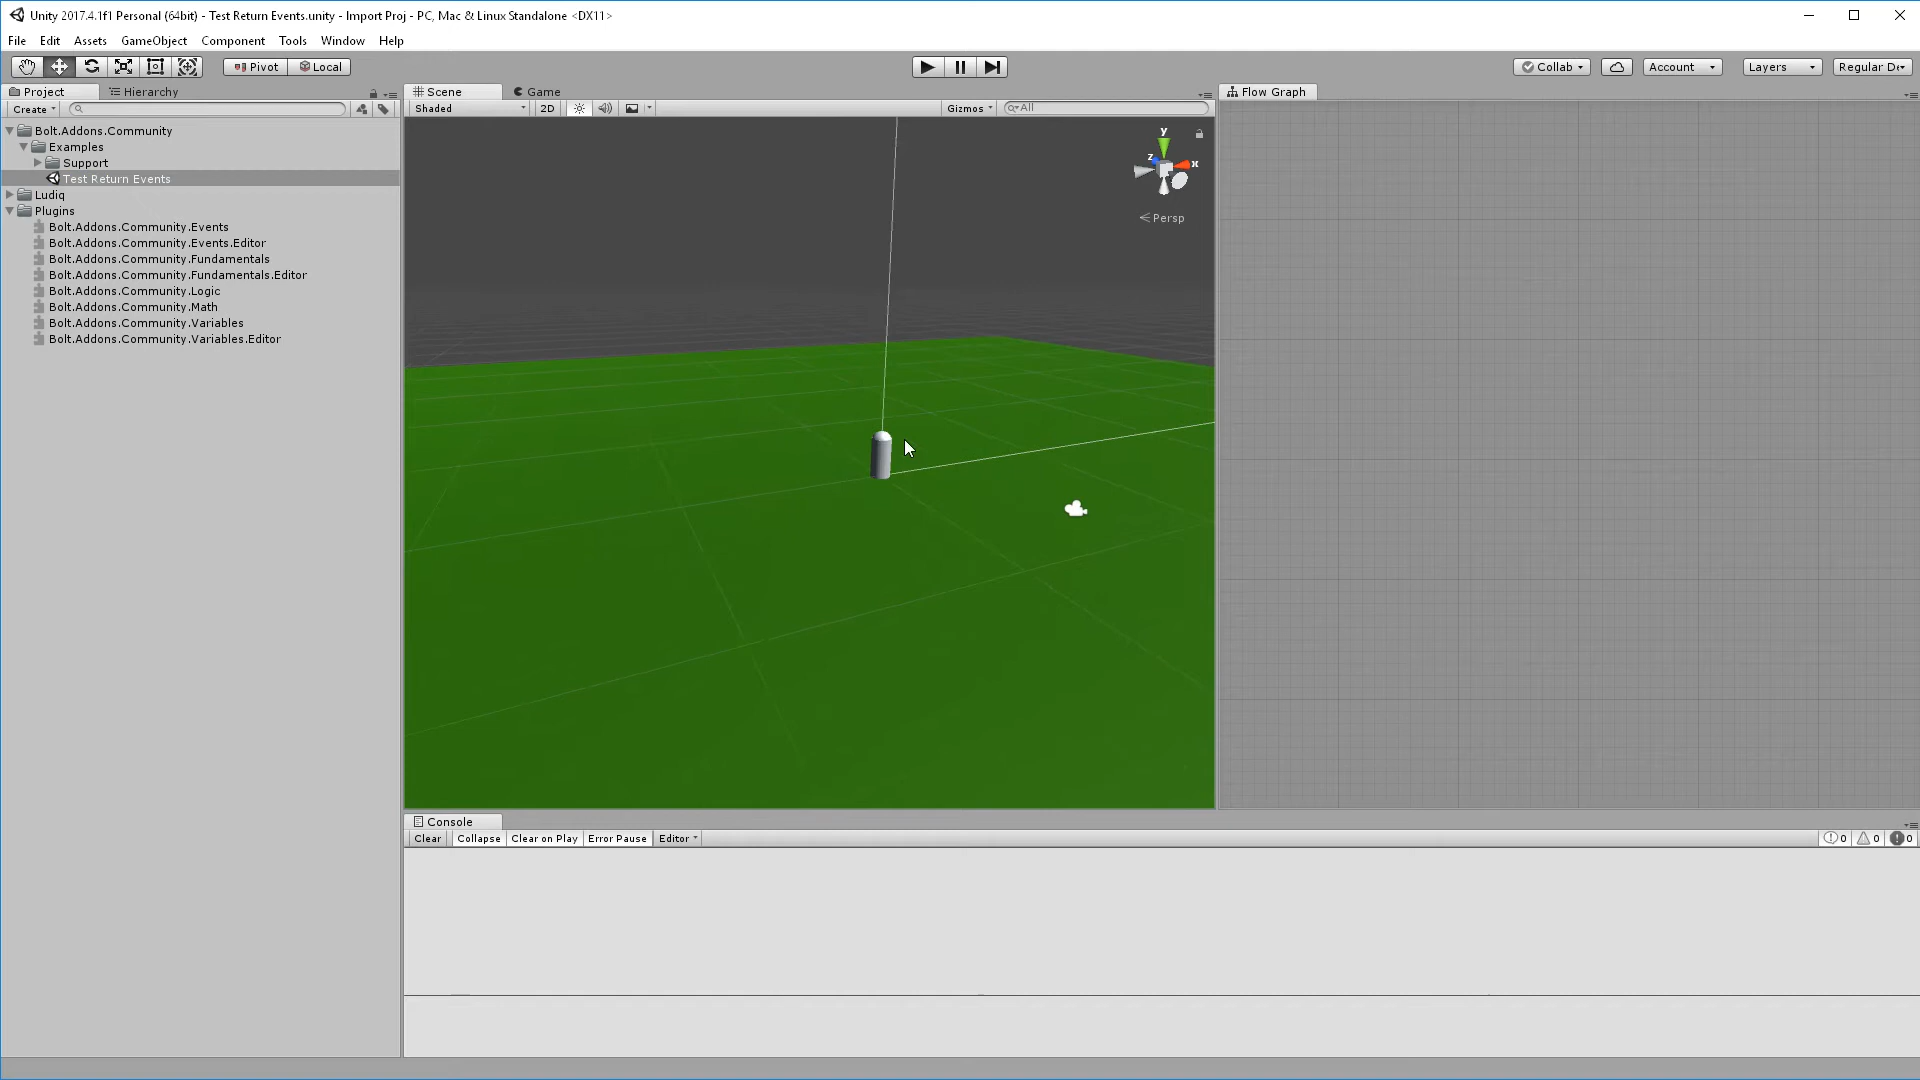 Unity 2017.4.1f1 Personal (64bit) - Test Return Events.unity - Import Proj - PC, Mac & Linux Standalone <DX11>
File Edit Assets GameObject Component Tools Window Help
Pivot Local Collab Account Layers Regular De
Project Hierarchy Scene Game Flow Graph
Create Shaded 2D Gizmos All
Bolt.Addons.Community
Examples
Support
Test Return Events
Ludiq
Plugins
Bolt.Addons.Community.Events
Bolt.Addons.Community.Events.Editor
Bolt.Addons.Community.Fundamentals
Bolt.Addons.Community.Fundamentals.Editor
Bolt.Addons.Community.Logic
Bolt.Addons.Community.Math
Bolt.Addons.Community.Variables
Bolt.Addons.Community.Variables.Editor
y
z x
Persp
Console
Clear Collapse Clear on Play Error Pause Editor 0 0 0